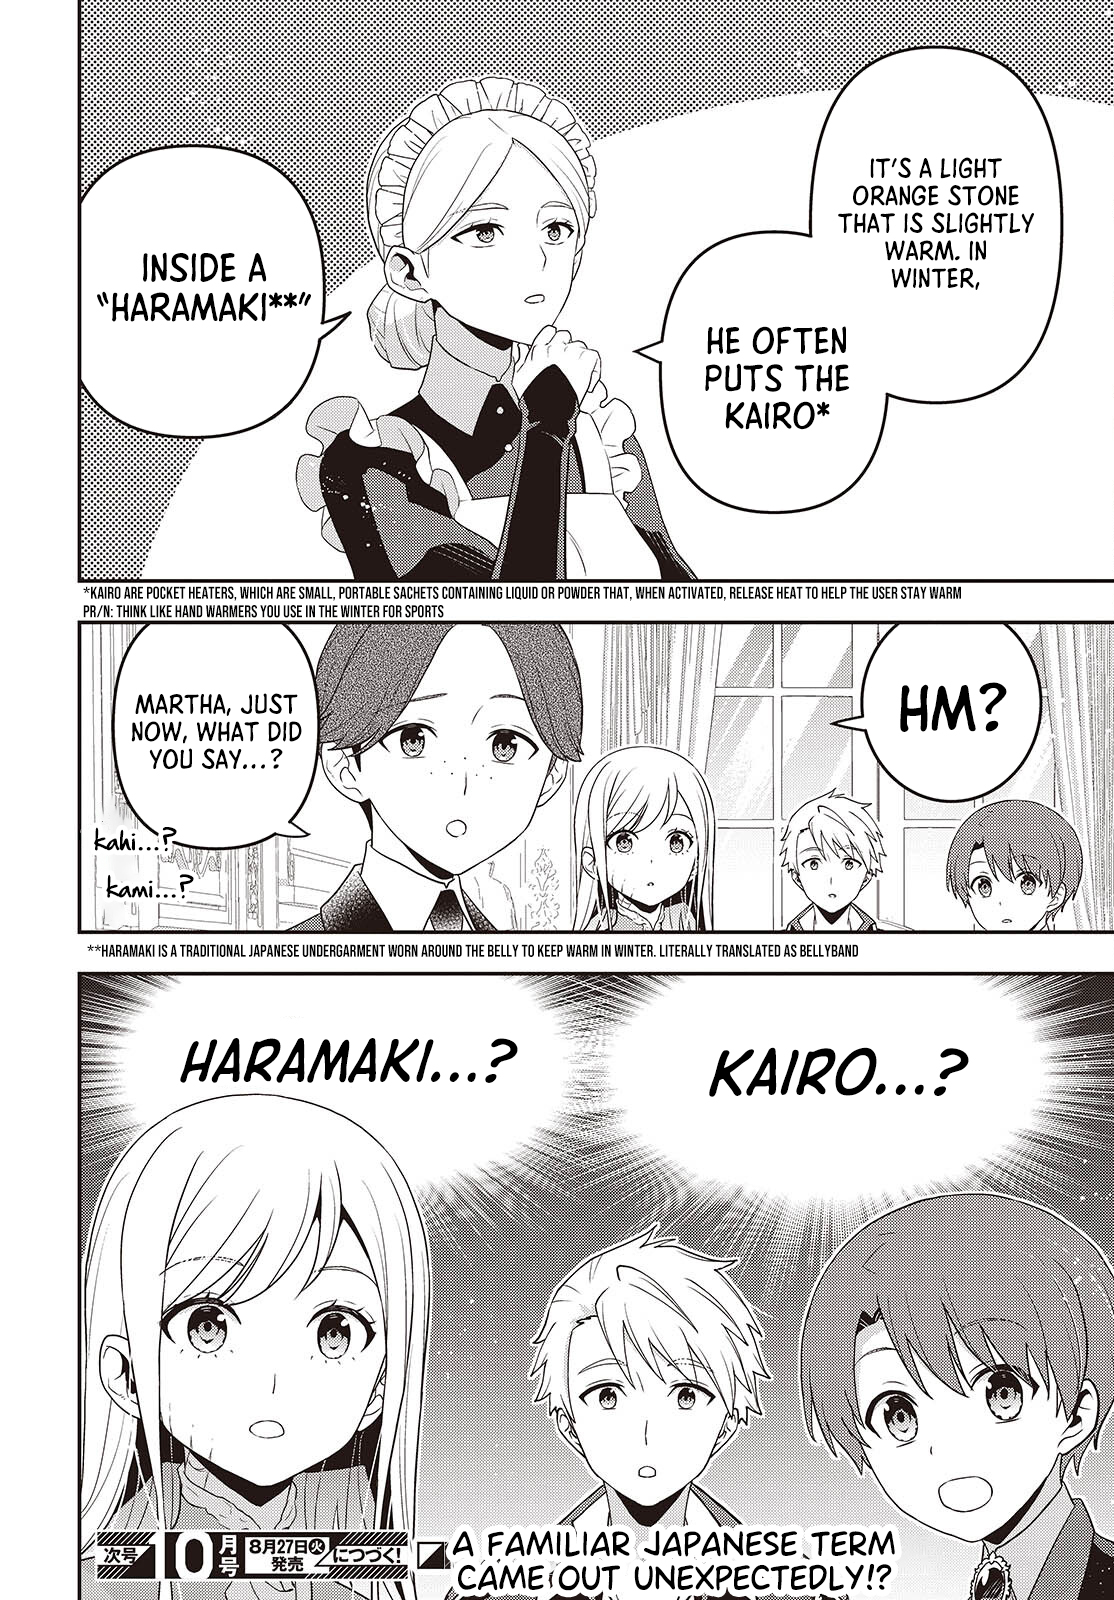 IT'S A LIGHT
ORANGE STONE
THAT IS SLIGHTLY
WARM. IN
WINTER,
HE OFTEN
PUTS THE
KAIRO*
INSIDE A
"HARAMAKI**"
*KAIRO ARE POCKET HEATERS, WHICH ARE SMALL, PORTABLE SACHETS CONTAINING LIQUID OR POWDER THAT, WHEN ACTIVATED, RELEASE HEAT TO HELP THE USER STAY WARM
PR/N: THINK LIKE HAND WARMERS YOU USE IN THE WINTER FOR SPORTS
HM?
MARTHA, JUST
NOW, WHAT DID
YOU SAY...?
kahi...?
kami...?
**HARAMAKI IS A TRADITIONAL JAPANESE UNDERGARMENT WORN AROUND THE BELLY TO KEEP WARM IN WINTER. LITERALLY TRANSLATED AS BELLYBAND
KAIRO...?
HARAMAKI...?
次号10月号8月27日火発売につづく!
A FAMILIAR JAPANESE TERM
CAME OUT UNEXPECTEDLY!?